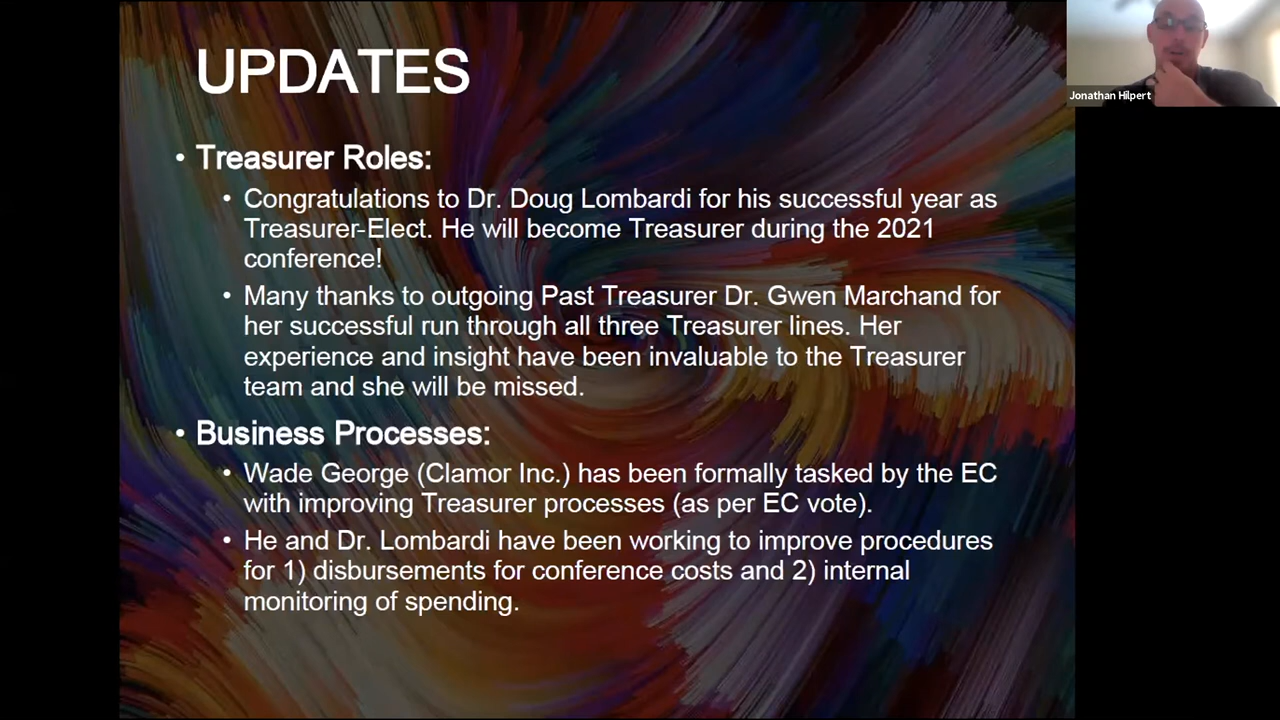 UPDATES
• Treasurer Roles:
• Congratulations to Dr. Doug Lombardi for his successful year as
Treasurer-Elect. He will become Treasurer during the 2021
conference!
• Many thanks to outgoing Past Treasurer Dr. Gwen Marchand for
her successful run through all three Treasurer lines. Her
experience and insight have been invaluable to the Treasurer
team and she will be missed.
• Business Processes:
• Wade George (Clamor Inc.) has been formally tasked by the EC
with improving Treasurer processes (as per EC vote).
• He and Dr. Lombardi have been working to improve procedures
for 1) disbursements for conference costs and 2) internal
monitoring of spending.
Jonathan Hilpert